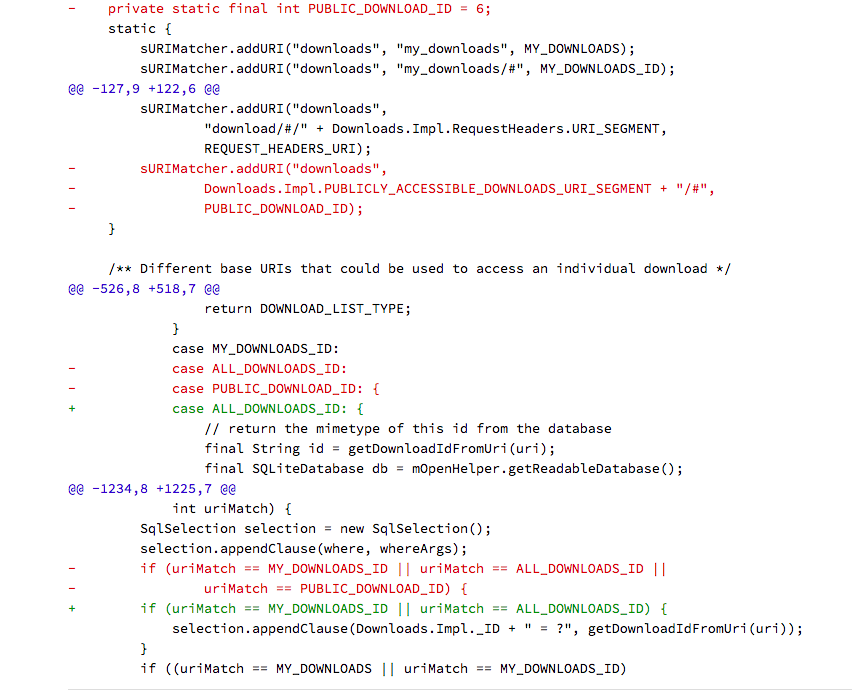 -    private static final int PUBLIC_DOWNLOAD_ID = 6;
     static {
         sURIMatcher.addURI("downloads", "my_downloads", MY_DOWNLOADS);
         sURIMatcher.addURI("downloads", "my_downloads/#", MY_DOWNLOADS_ID);
@@ -127,9 +122,6 @@
         sURIMatcher.addURI("downloads",
                 "download/#/" + Downloads.Impl.RequestHeaders.URI_SEGMENT,
                 REQUEST_HEADERS_URI);
-        sURIMatcher.addURI("downloads",
-                Downloads.Impl.PUBLICLY_ACCESSIBLE_DOWNLOADS_URI_SEGMENT + "/#",
-                PUBLIC_DOWNLOAD_ID);
     }

     /** Different base URIs that could be used to access an individual download */
@@ -526,8 +518,7 @@
                 return DOWNLOAD_LIST_TYPE;
             }
             case MY_DOWNLOADS_ID:
-            case ALL_DOWNLOADS_ID:
-            case PUBLIC_DOWNLOAD_ID: {
+            case ALL_DOWNLOADS_ID: {
                 // return the mimetype of this id from the database
                 final String id = getDownloadIdFromUri(uri);
                 final SQLiteDatabase db = mOpenHelper.getReadableDatabase();
@@ -1234,8 +1225,7 @@
             int uriMatch) {
         SqlSelection selection = new SqlSelection();
         selection.appendClause(where, whereArgs);
-        if (uriMatch == MY_DOWNLOADS_ID || uriMatch == ALL_DOWNLOADS_ID ||
-                uriMatch == PUBLIC_DOWNLOAD_ID) {
+        if (uriMatch == MY_DOWNLOADS_ID || uriMatch == ALL_DOWNLOADS_ID) {
             selection.appendClause(Downloads.Impl._ID + " = ?", getDownloadIdFromUri(uri));
         }
         if ((uriMatch == MY_DOWNLOADS || uriMatch == MY_DOWNLOADS_ID)